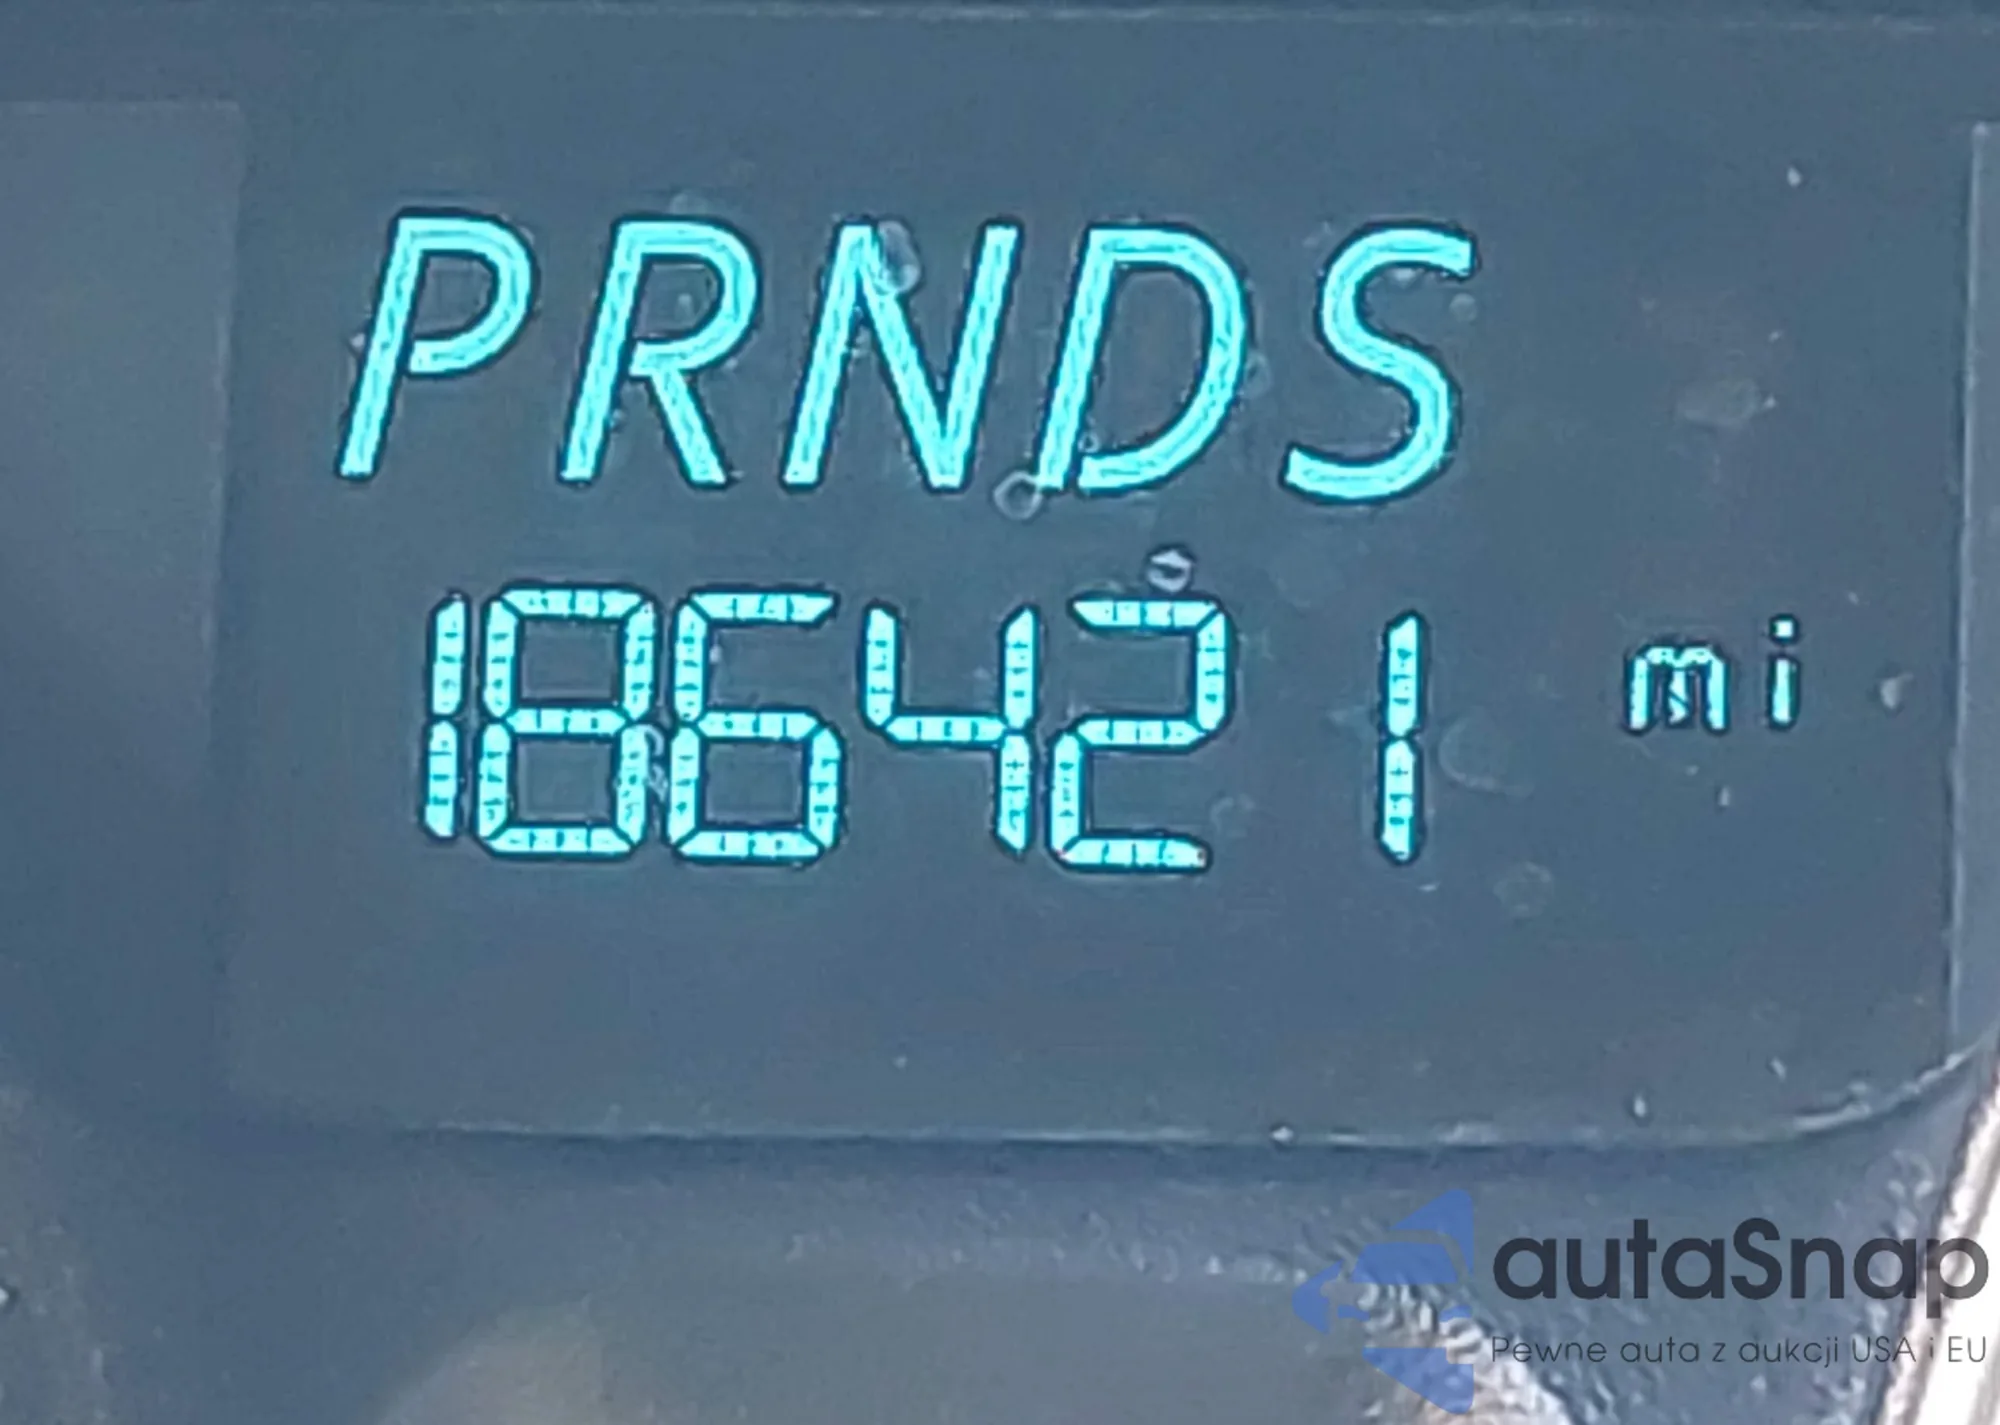 PRNDS
186421 mi
autaSnap
Pewne auta z aukcji USA i EU